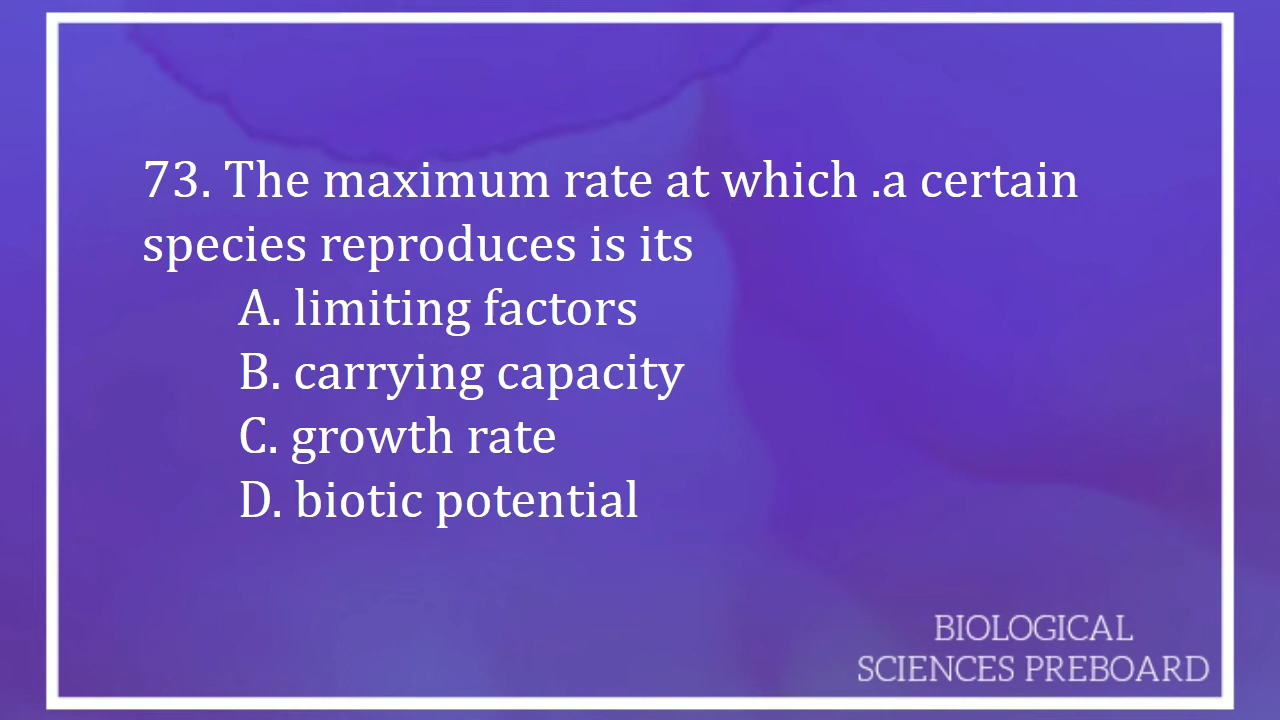 73. The maximum rate at which .a certain
species reproduces is its
A. limiting factors
B. carrying capacity
C. growth rate
D. biotic potential
BIOLOGICAL
SCIENCES PREBOARD